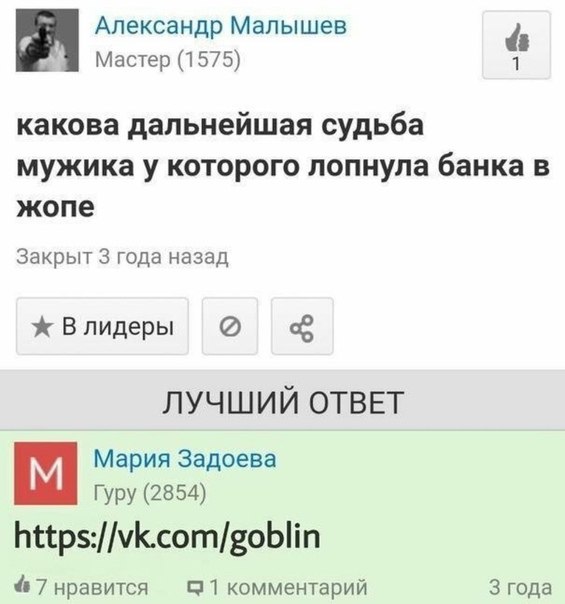 Александр Малышев
Мастер (1575)
1
какова дальнейшая судьба
мужика у которого лопнула банка в
жопе
Закрыт 3 года назад
В лидеры
ЛУЧШИЙ ОТВЕТ
М
Мария Задоева
Гуру (2854)
https://vk.com/goblin
7 нравится 1 комментарий 3 года